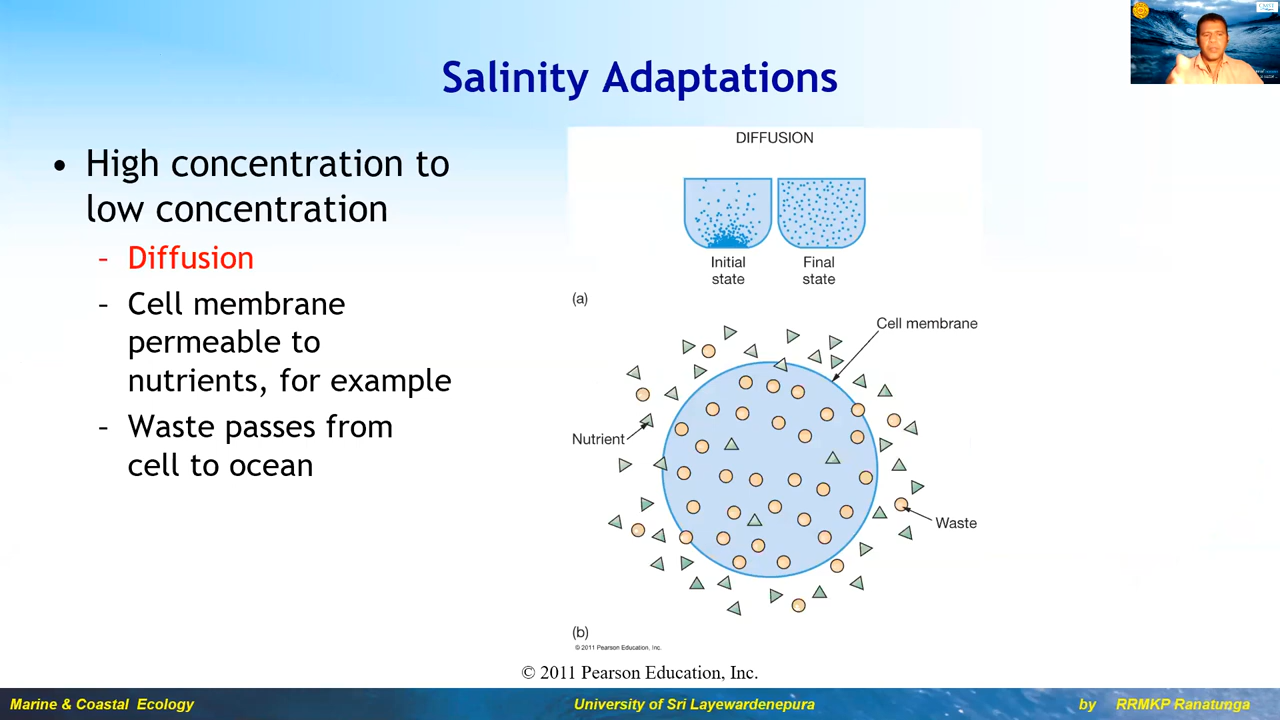 Salinity Adaptations
• High concentration to
low concentration
– Diffusion
– Cell membrane
permeable to
nutrients, for example
– Waste passes from
cell to ocean
DIFFUSION
Initial
state
Final
state
(a)
Cell membrane
Nutrient
Waste
(b)
© 2011 Pearson Education, Inc.
© 2011 Pearson Education, Inc.
Marine & Coastal Ecology
University of Sri Layewardenepura
by RRMKP Ranatunga